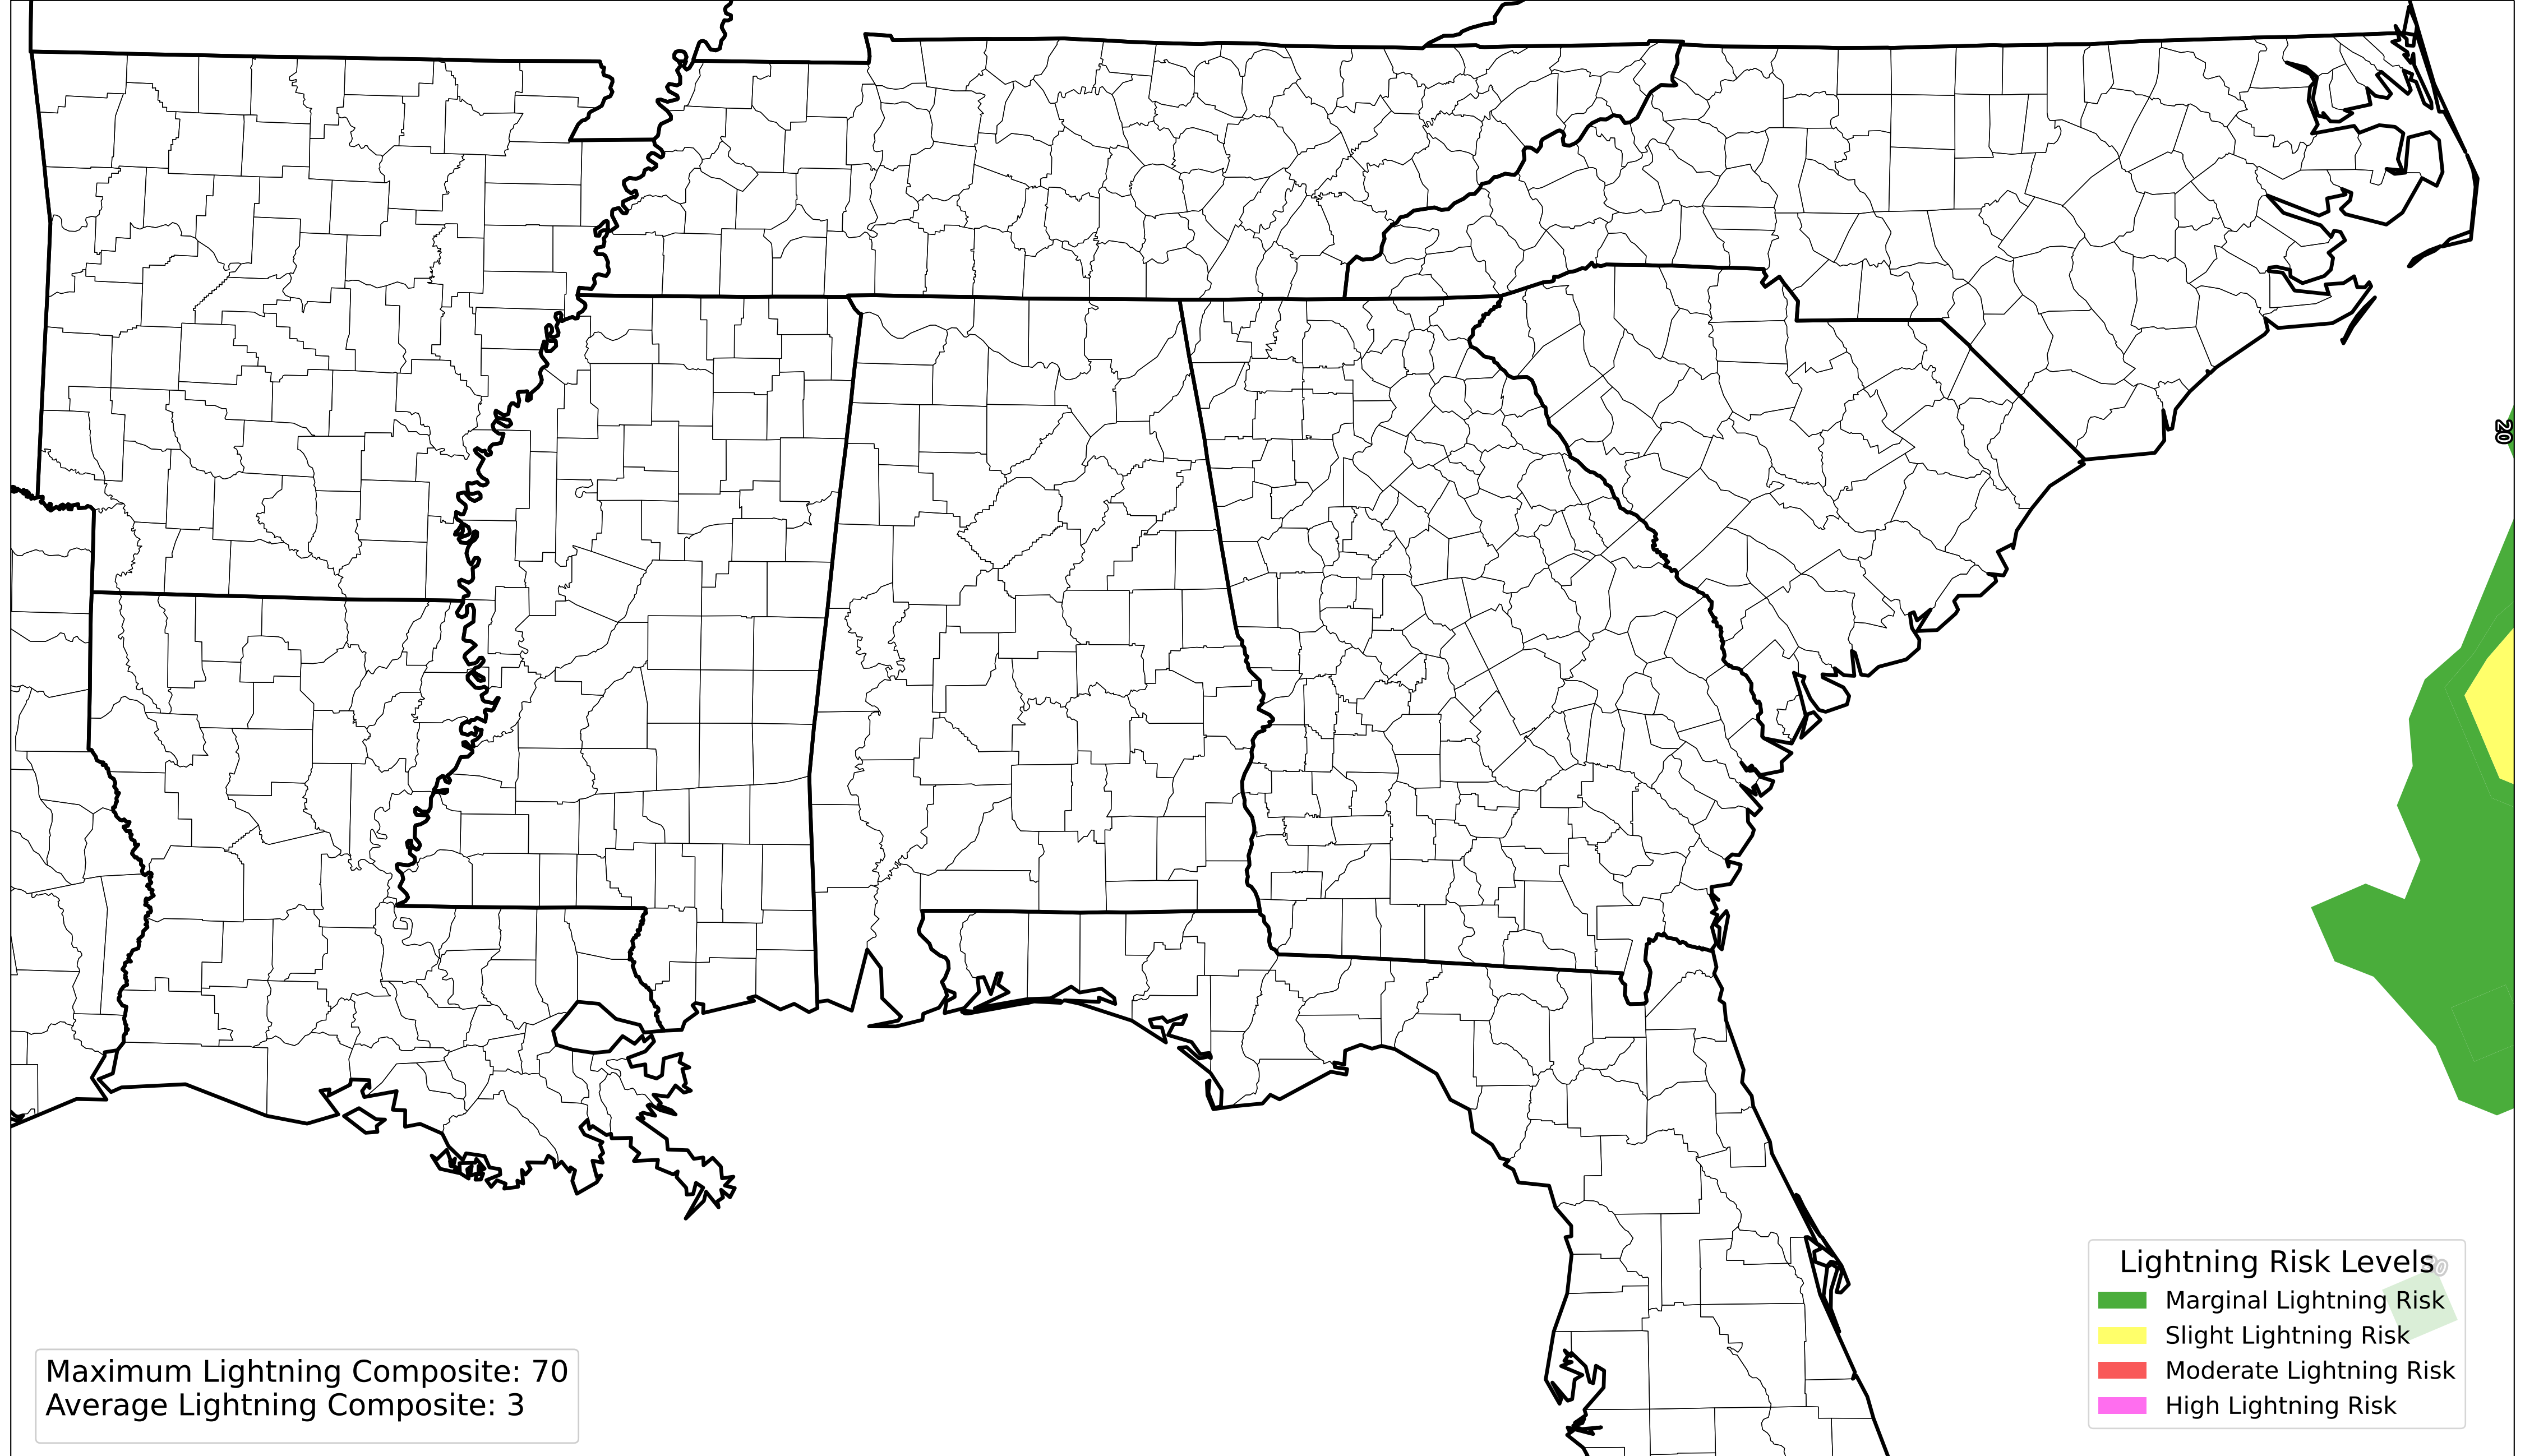 20
Lightning Risk Levels
Marginal Lightning Risk
Slight Lightning Risk
Moderate Lightning Risk
High Lightning Risk
Maximum Lightning Composite: 70
Average Lightning Composite: 3